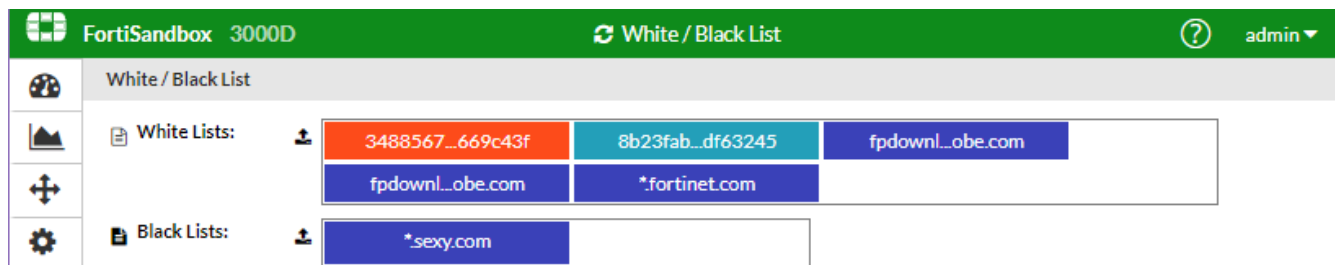 FortiSandbox 3000D White / Black List admin
White / Black List
White Lists: 3488567...669c43f 8b23fab...df63245 fpdownl...obe.com
fpdownl...obe.com *.fortinet.com
Black Lists: *.sexy.com